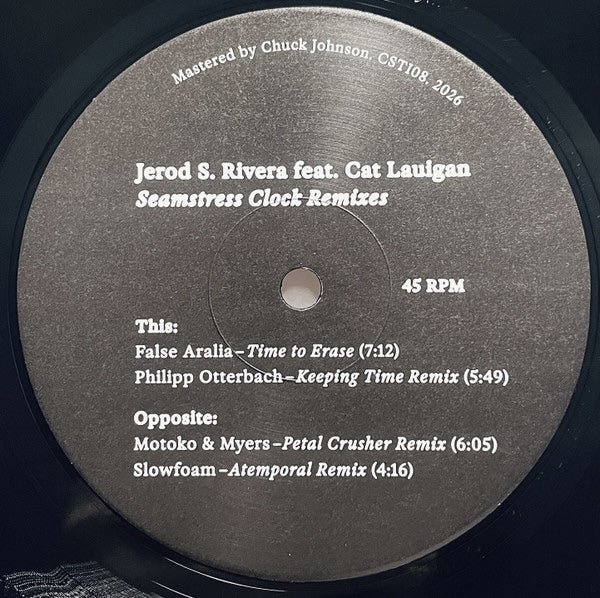 Mastered by Chuck Johnson. CST108. 2026
Jerod S. Rivera feat. Cat Lauigan
Seamstress Clock Remixes
45 RPM
This:
False Aralia–Time to Erase (7:12)
Philipp Otterbach–Keeping Time Remix (5:49)
Opposite:
Motoko & Myers–Petal Crusher Remix (6:05)
Slowfoam–Atemporal Remix (4:16)